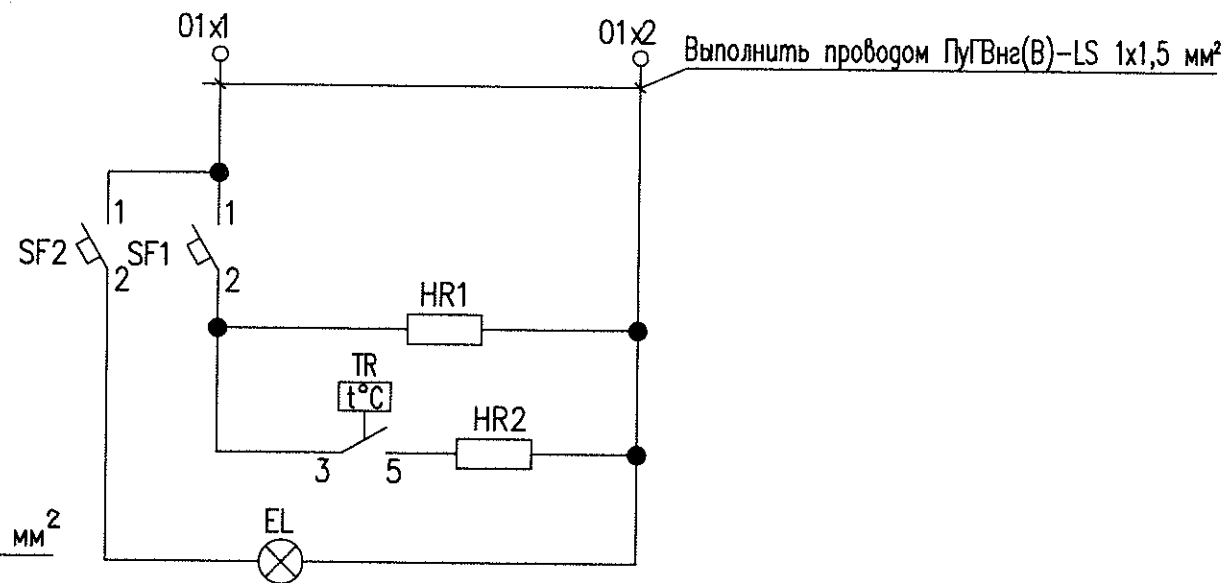 01x1
01x2
Выполнить проводом ПуГВнг(В)-LS 1x1,5 мм²
1
1
SF2
SF1
2
2
HR1
TR
t°C
HR2
3
5
EL
мм²